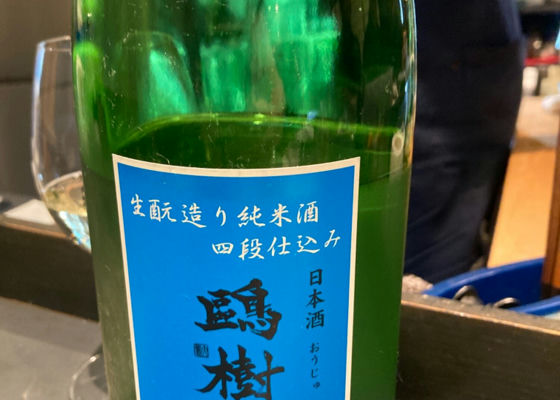 生酛造り純米酒
四段仕込み
日本酒
おうじゅ
鷗樹